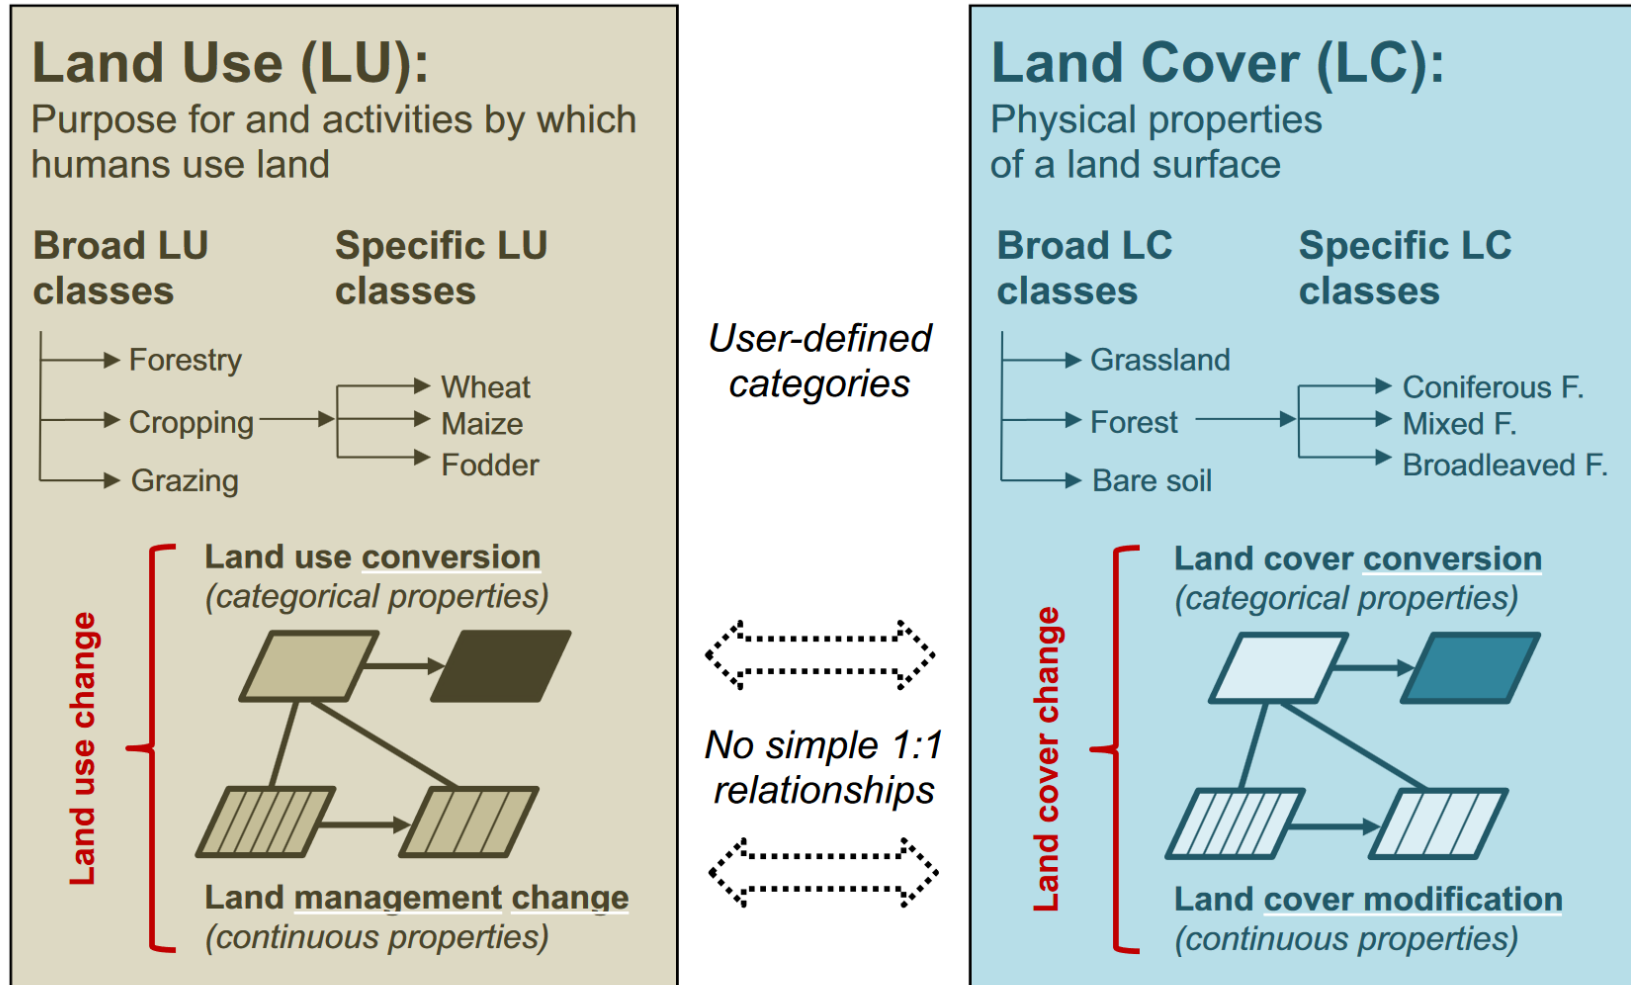 Land Use (LU):
Purpose for and activities by which
humans use land
Broad LU
classes
Specific LU
classes
Forestry
Cropping
Grazing
Wheat
Maize
Fodder
Land use change
Land use conversion
(categorical properties)
Land management change
(continuous properties)
User-defined
categories
No simple 1:1
relationships
Land Cover (LC):
Physical properties
of a land surface
Broad LC
classes
Specific LC
classes
Grassland
Forest
Bare soil
Coniferous F.
Mixed F.
Broadleaved F.
Land cover change
Land cover conversion
(categorical properties)
Land cover modification
(continuous properties)